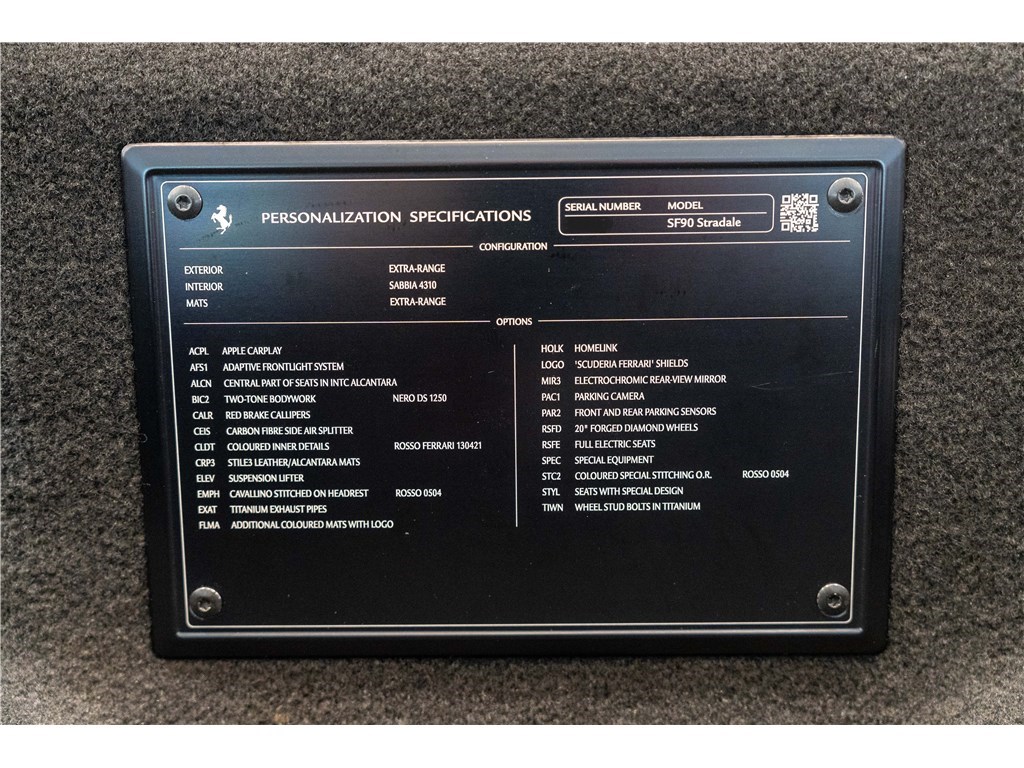 PERSONALIZATION SPECIFICATIONS
SERIAL NUMBER MODEL
SF90 Stradale
CONFIGURATION
EXTERIOR EXTRA-RANGE
INTERIOR SABBIA 4310
MATS EXTRA-RANGE
OPTIONS
ACPL APPLE CARPLAY
AFS1 ADAPTIVE FRONTLIGHT SYSTEM
ALCN CENTRAL PART OF SEATS IN INTC ALCANTARA
BIC2 TWO-TONE BODYWORK NERO DS 1250
CALR RED BRAKE CALLIPERS
CEIS CARBON FIBRE SIDE AIR SPLITTER
CLDT COLOURED INNER DETAILS ROSSO FERRARI 130421
CRP3 STILE3 LEATHER/ALCANTARA MATS
ELEV SUSPENSION LIFTER
EMPH CAVALLINO STITCHED ON HEADREST ROSSO 0504
EXAT TITANIUM EXHAUST PIPES
FLMA ADDITIONAL COLOURED MATS WITH LOGO
HOLK HOMELINK
LOGO 'SCUDERIA FERRARI' SHIELDS
MIR3 ELECTROCHROMIC REAR-VIEW MIRROR
PAC1 PARKING CAMERA
PAR2 FRONT AND REAR PARKING SENSORS
RSFD 20" FORGED DIAMOND WHEELS
RSFE FULL ELECTRIC SEATS
SPEC SPECIAL EQUIPMENT
STC2 COLOURED SPECIAL STITCHING O.R. ROSSO 0504
STYL SEATS WITH SPECIAL DESIGN
TIWN WHEEL STUD BOLTS IN TITANIUM